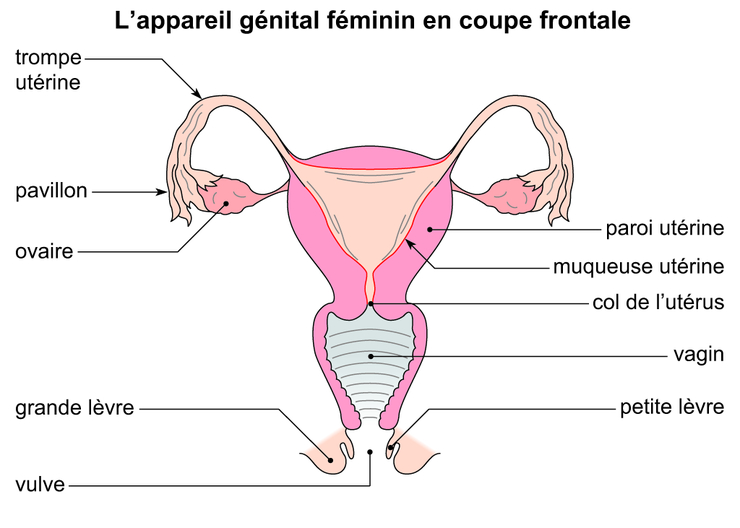 L’appareil génital féminin en coupe frontale
trompe
utérine
pavillon
ovaire
paroi utérine
muqueuse utérine
col de l’utérus
vagin
grande lèvre
petite lèvre
vulve